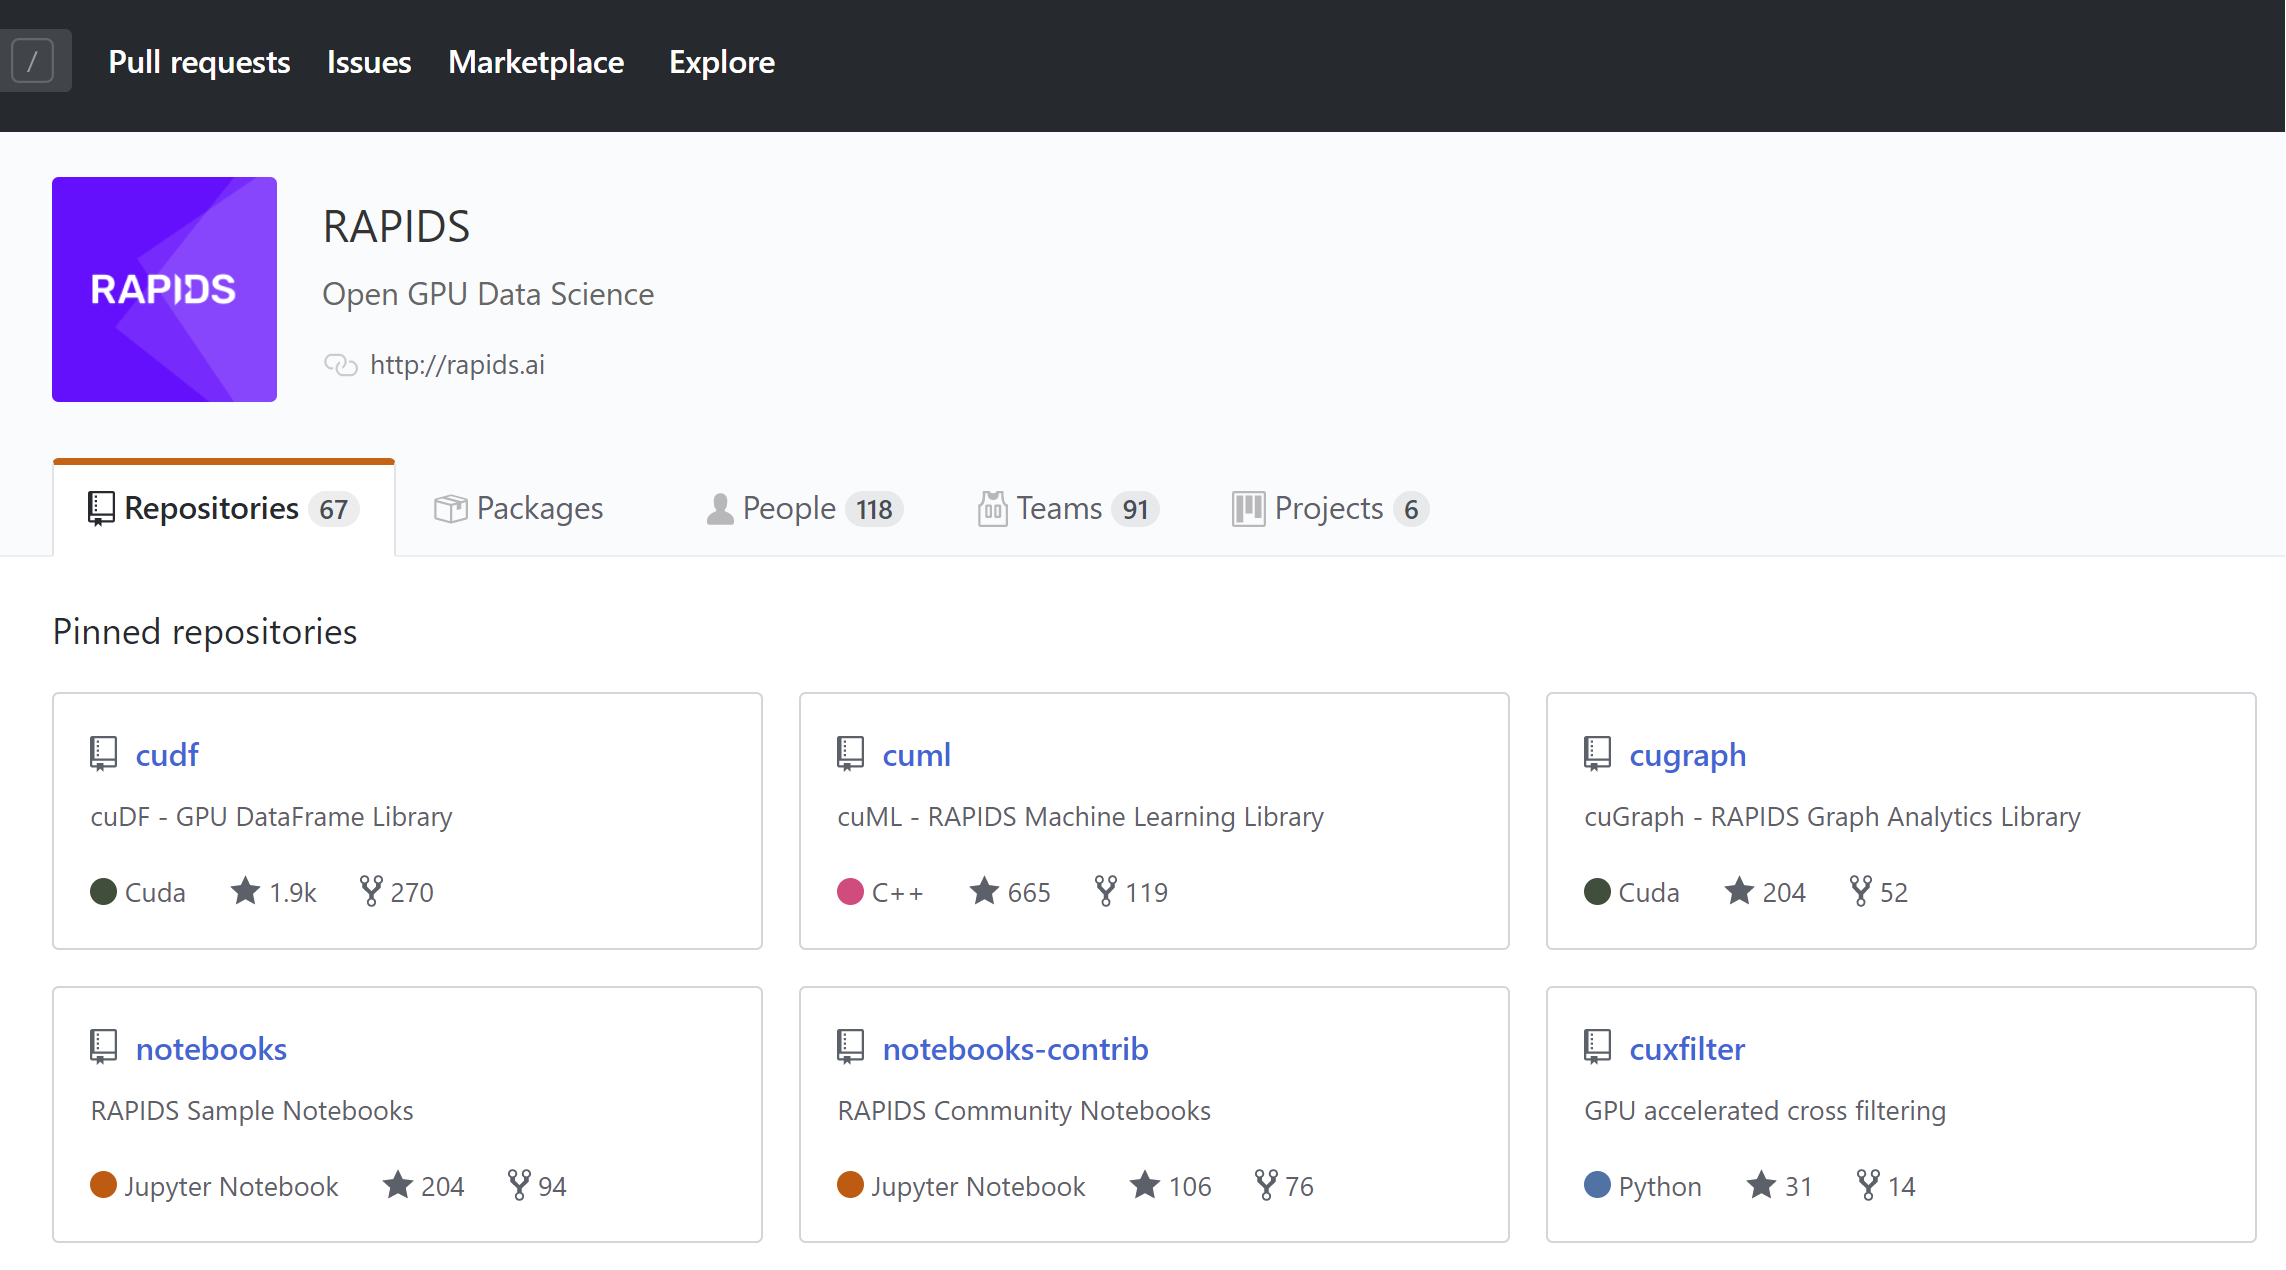 / Pull requests Issues Marketplace Explore
RAPIDS
RAPIDS
Open GPU Data Science
http://rapids.ai
Repositories 67 Packages People 118 Teams 91 Projects 6
Pinned repositories
cudf
cuDF - GPU DataFrame Library
Cuda 1.9k 270
cuml
cuML - RAPIDS Machine Learning Library
C++ 665 119
cugraph
cuGraph - RAPIDS Graph Analytics Library
Cuda 204 52
notebooks
RAPIDS Sample Notebooks
Jupyter Notebook 204 94
notebooks-contrib
RAPIDS Community Notebooks
Jupyter Notebook 106 76
cuxfilter
GPU accelerated cross filtering
Python 31 14